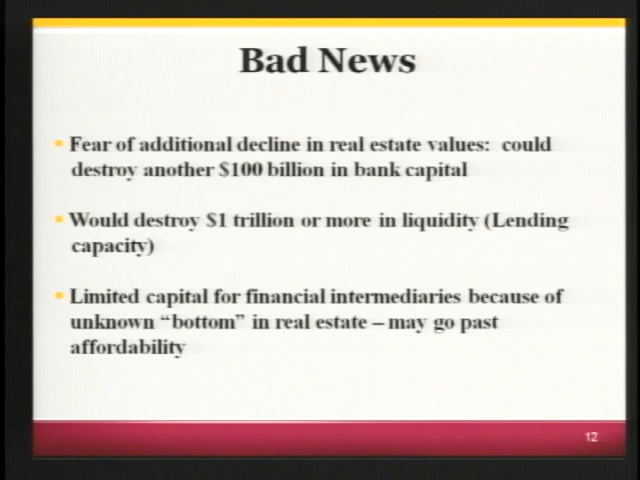 Bad News
Fear of additional decline in real estate values: could
destroy another $100 billion in bank capital
Would destroy $1 trillion or more in liquidity (Lending
capacity)
Limited capital for financial intermediaries because of
unknown “bottom” in real estate – may go past
affordability
12